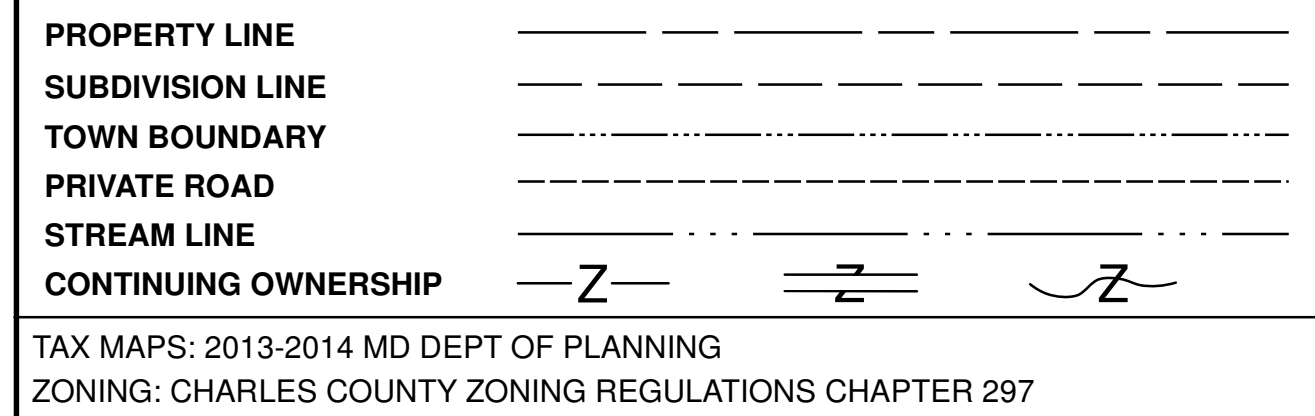 PROPERTY LINE
SUBDIVISION LINE
TOWN BOUNDARY
PRIVATE ROAD
STREAM LINE
CONTINUING OWNERSHIP Z Z Z
TAX MAPS: 2013-2014 MD DEPT OF PLANNING
ZONING: CHARLES COUNTY ZONING REGULATIONS CHAPTER 297